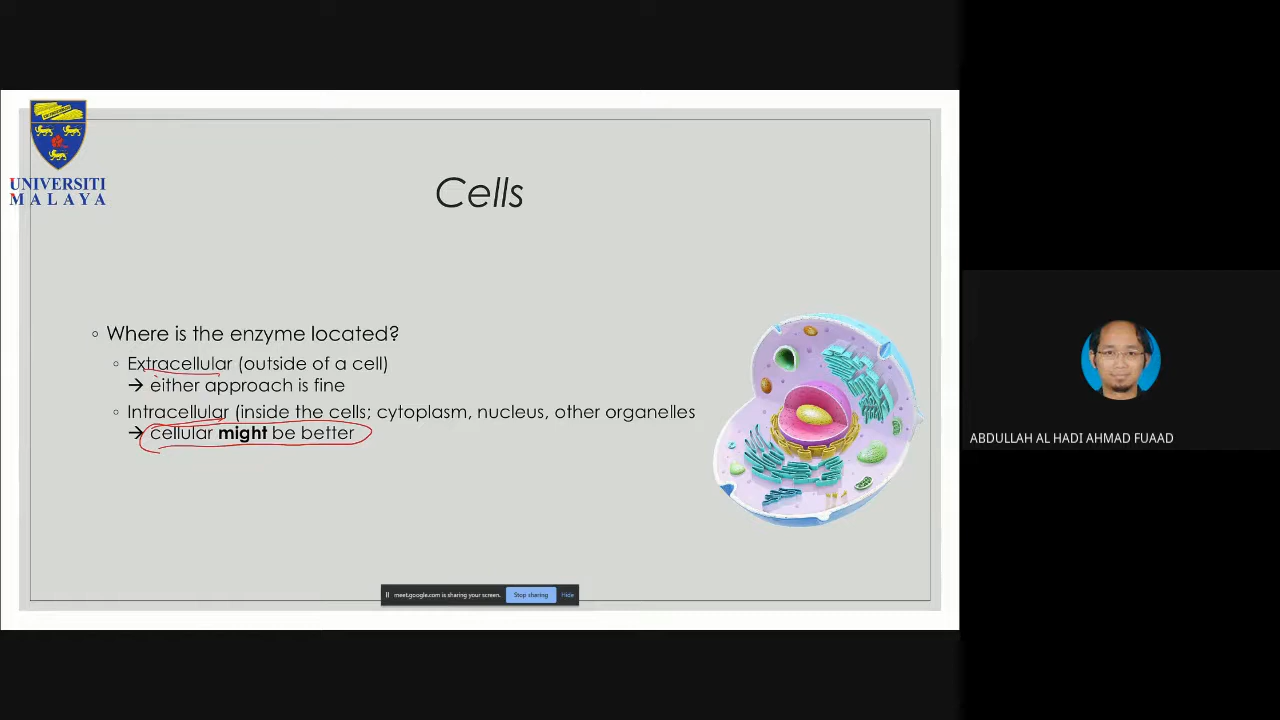 UNIVERSITI
MALAYA
Cells
Where is the enzyme located?
Extracellular (outside of a cell)
→ either approach is fine
Intracellular (inside the cells; cytoplasm, nucleus, other organelles
→ cellular might be better
meet.google.com is sharing your screen. Stop sharing Hide
ABDULLAH AL HADI AHMAD FUAAD